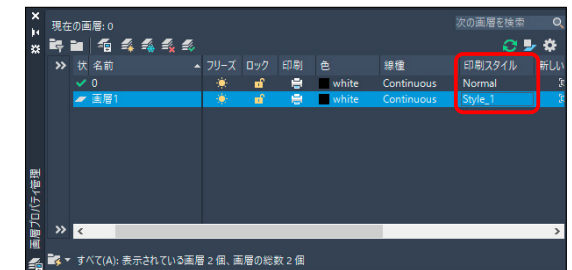 現在の画層: 0
次の画層を検索
状 名前 フリーズ ロック 印刷 色 線種 印刷スタイル 新しい
0 white Continuous Normal
画層1 white Continuous Style_1
画層プロパティ管理
すべて(A): 表示されている画層 2 個、画層の総数 2 個